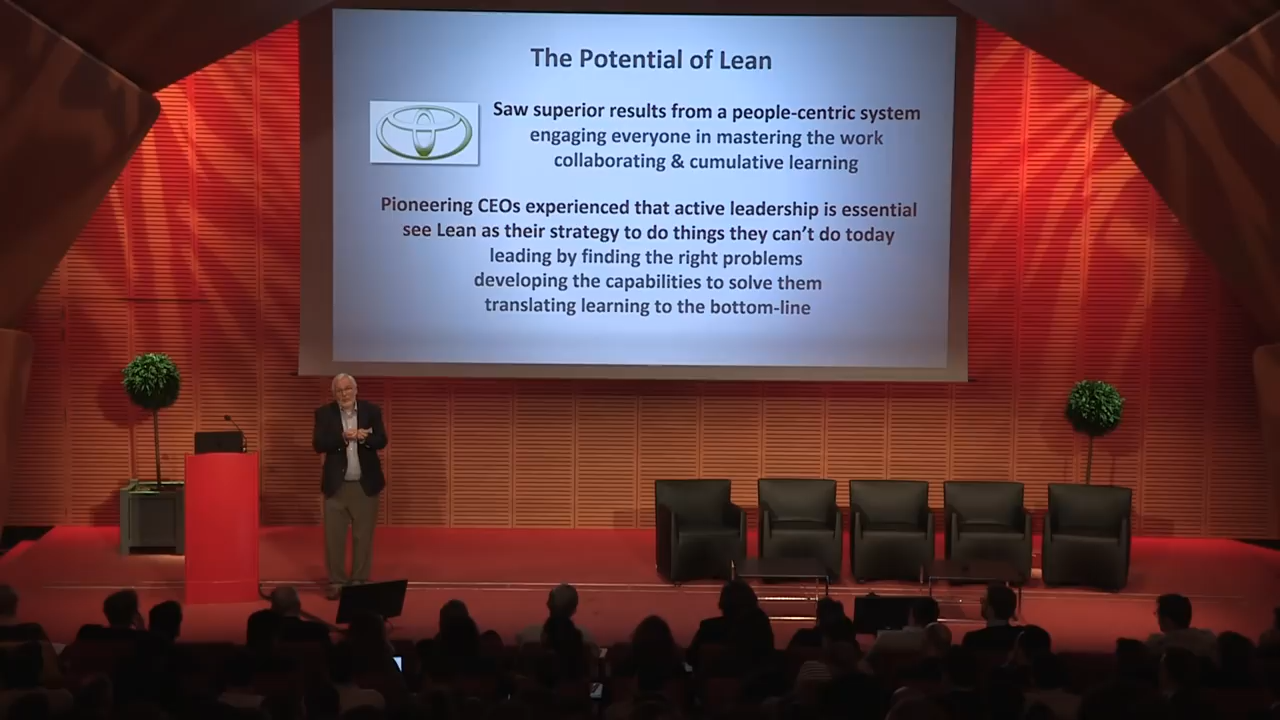 The Potential of Lean
Saw superior results from a people-centric system
engaging everyone in mastering the work
collaborating & cumulative learning
Pioneering CEOs experienced that active leadership is essential
see Lean as their strategy to do things they can't do today
leading by finding the right problems
developing the capabilities to solve them
translating learning to the bottom-line